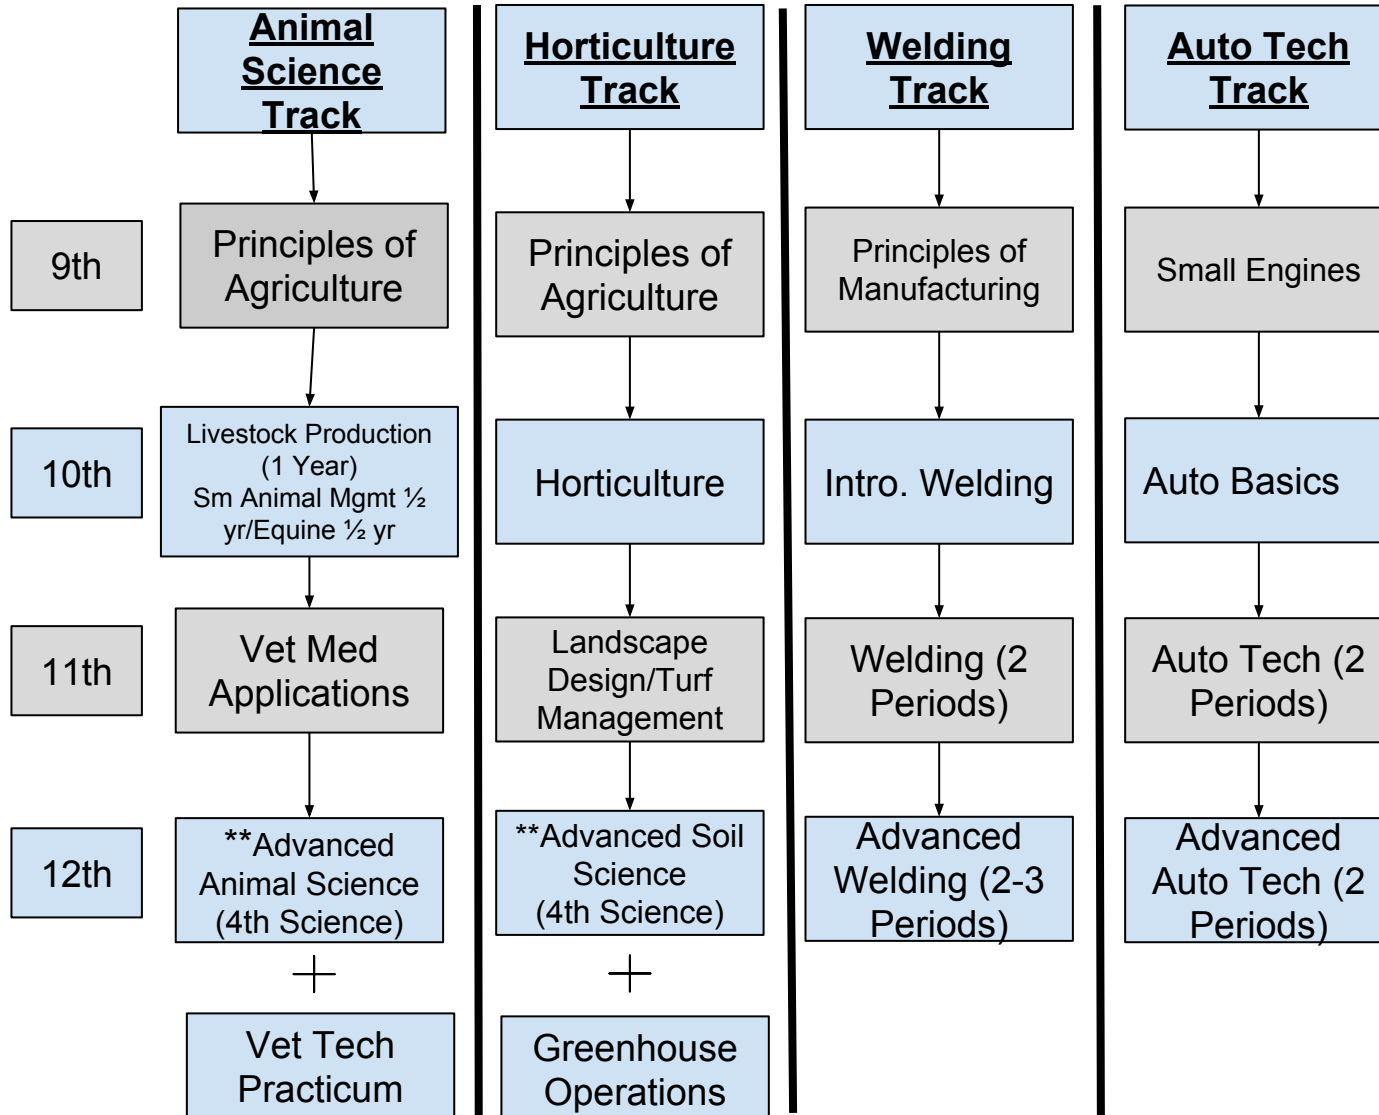 Animal
Science
Track
Horticulture
Track
Welding
Track
Auto Tech
Track
9th
Principles of
Agriculture
Principles of
Agriculture
Principles of
Manufacturing
Small Engines
10th
Livestock Production
(1 Year)
Sm Animal Mgmt ½
yr/Equine ½ yr
Horticulture
Intro. Welding
Auto Basics
11th
Vet Med
Applications
Landscape
Design/Turf
Management
Welding (2
Periods)
Auto Tech (2
Periods)
12th
**Advanced
Animal Science
(4th Science)
**Advanced Soil
Science
(4th Science)
Advanced
Welding (2-3
Periods)
Advanced
Auto Tech (2
Periods)
+
+
Vet Tech
Practicum
Greenhouse
Operations